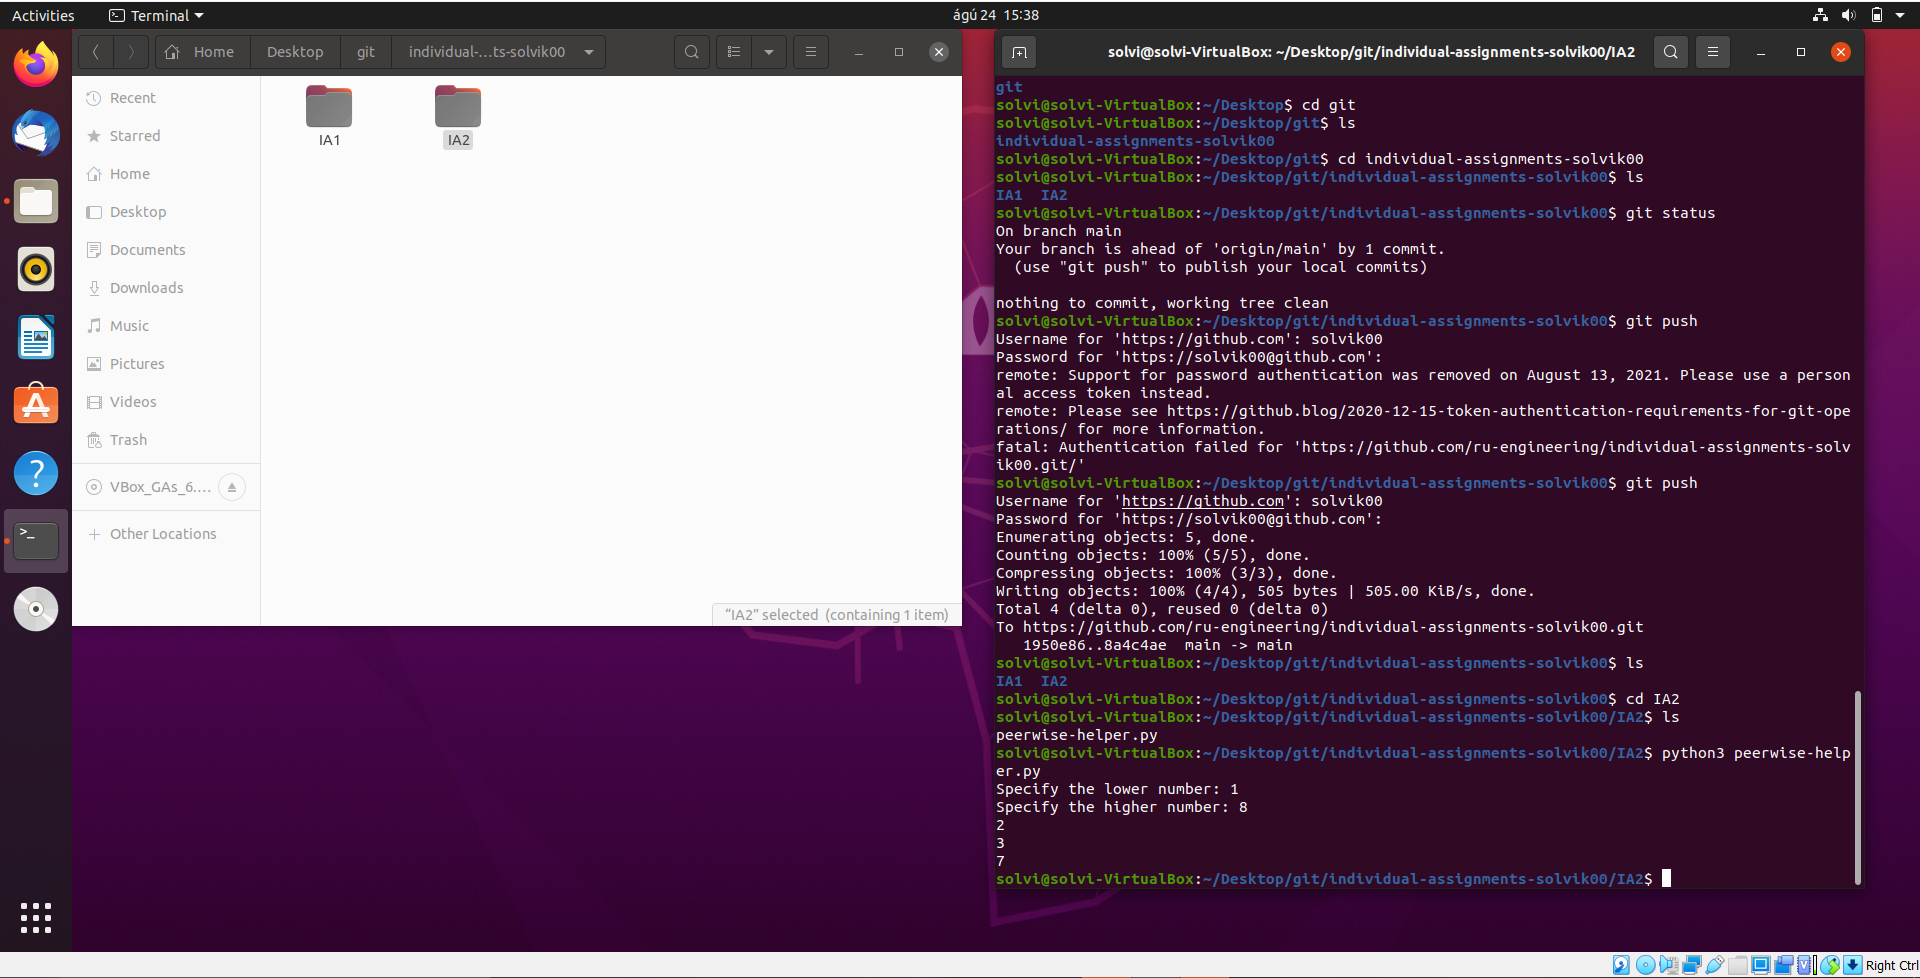 Activities
Terminal
ágú 24 15:38
Home
Desktop
git
individual-…ts-solvik00
Recent
Starred
Home
Desktop
Documents
Downloads
Music
Pictures
Videos
Trash
VBox_GAs_6.…
Other Locations
IA1
IA2
“IA2” selected (containing 1 item)
solvi@solvi-VirtualBox: ~/Desktop/git/individual-assignments-solvik00/IA2
git
solvi@solvi-VirtualBox:~/Desktop$ cd git
solvi@solvi-VirtualBox:~/Desktop/git$ ls
individual-assignments-solvik00
solvi@solvi-VirtualBox:~/Desktop/git$ cd individual-assignments-solvik00
solvi@solvi-VirtualBox:~/Desktop/git/individual-assignments-solvik00$ ls
IA1  IA2
solvi@solvi-VirtualBox:~/Desktop/git/individual-assignments-solvik00$ git status
On branch main
Your branch is ahead of 'origin/main' by 1 commit.
  (use "git push" to publish your local commits)
nothing to commit, working tree clean
solvi@solvi-VirtualBox:~/Desktop/git/individual-assignments-solvik00$ git push
Username for 'https://github.com': solvik00
Password for 'https://solvik00@github.com':
remote: Support for password authentication was removed on August 13, 2021. Please use a person
al access token instead.
remote: Please see https://github.blog/2020-12-15-token-authentication-requirements-for-git-ope
rations/ for more information.
fatal: Authentication failed for 'https://github.com/ru-engineering/individual-assignments-solv
ik00.git/'
solvi@solvi-VirtualBox:~/Desktop/git/individual-assignments-solvik00$ git push
Username for 'https://github.com': solvik00
Password for 'https://solvik00@github.com':
Enumerating objects: 5, done.
Counting objects: 100% (5/5), done.
Compressing objects: 100% (3/3), done.
Writing objects: 100% (4/4), 505 bytes | 505.00 KiB/s, done.
Total 4 (delta 0), reused 0 (delta 0)
To https://github.com/ru-engineering/individual-assignments-solvik00.git
   1950e86..8a4c4ae  main -> main
solvi@solvi-VirtualBox:~/Desktop/git/individual-assignments-solvik00$ ls
IA1  IA2
solvi@solvi-VirtualBox:~/Desktop/git/individual-assignments-solvik00$ cd IA2
solvi@solvi-VirtualBox:~/Desktop/git/individual-assignments-solvik00/IA2$ ls
peerwise-helper.py
solvi@solvi-VirtualBox:~/Desktop/git/individual-assignments-solvik00/IA2$ python3 peerwise-help
er.py
Specify the lower number: 1
Specify the higher number: 8
2
3
7
solvi@solvi-VirtualBox:~/Desktop/git/individual-assignments-solvik00/IA2$
Right Ctrl